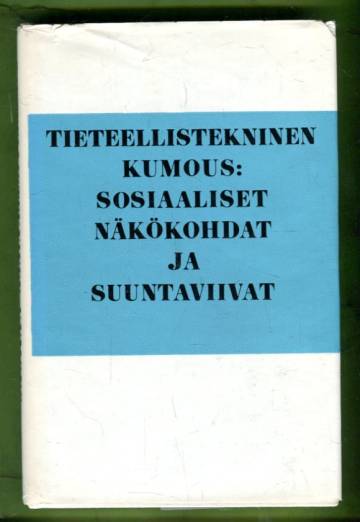 TIETEELLISTEKNINEN
KUMOUS:
SOSIAALISET
NÄKÖKOHDAT
JA
SUUNTAVIIVAT